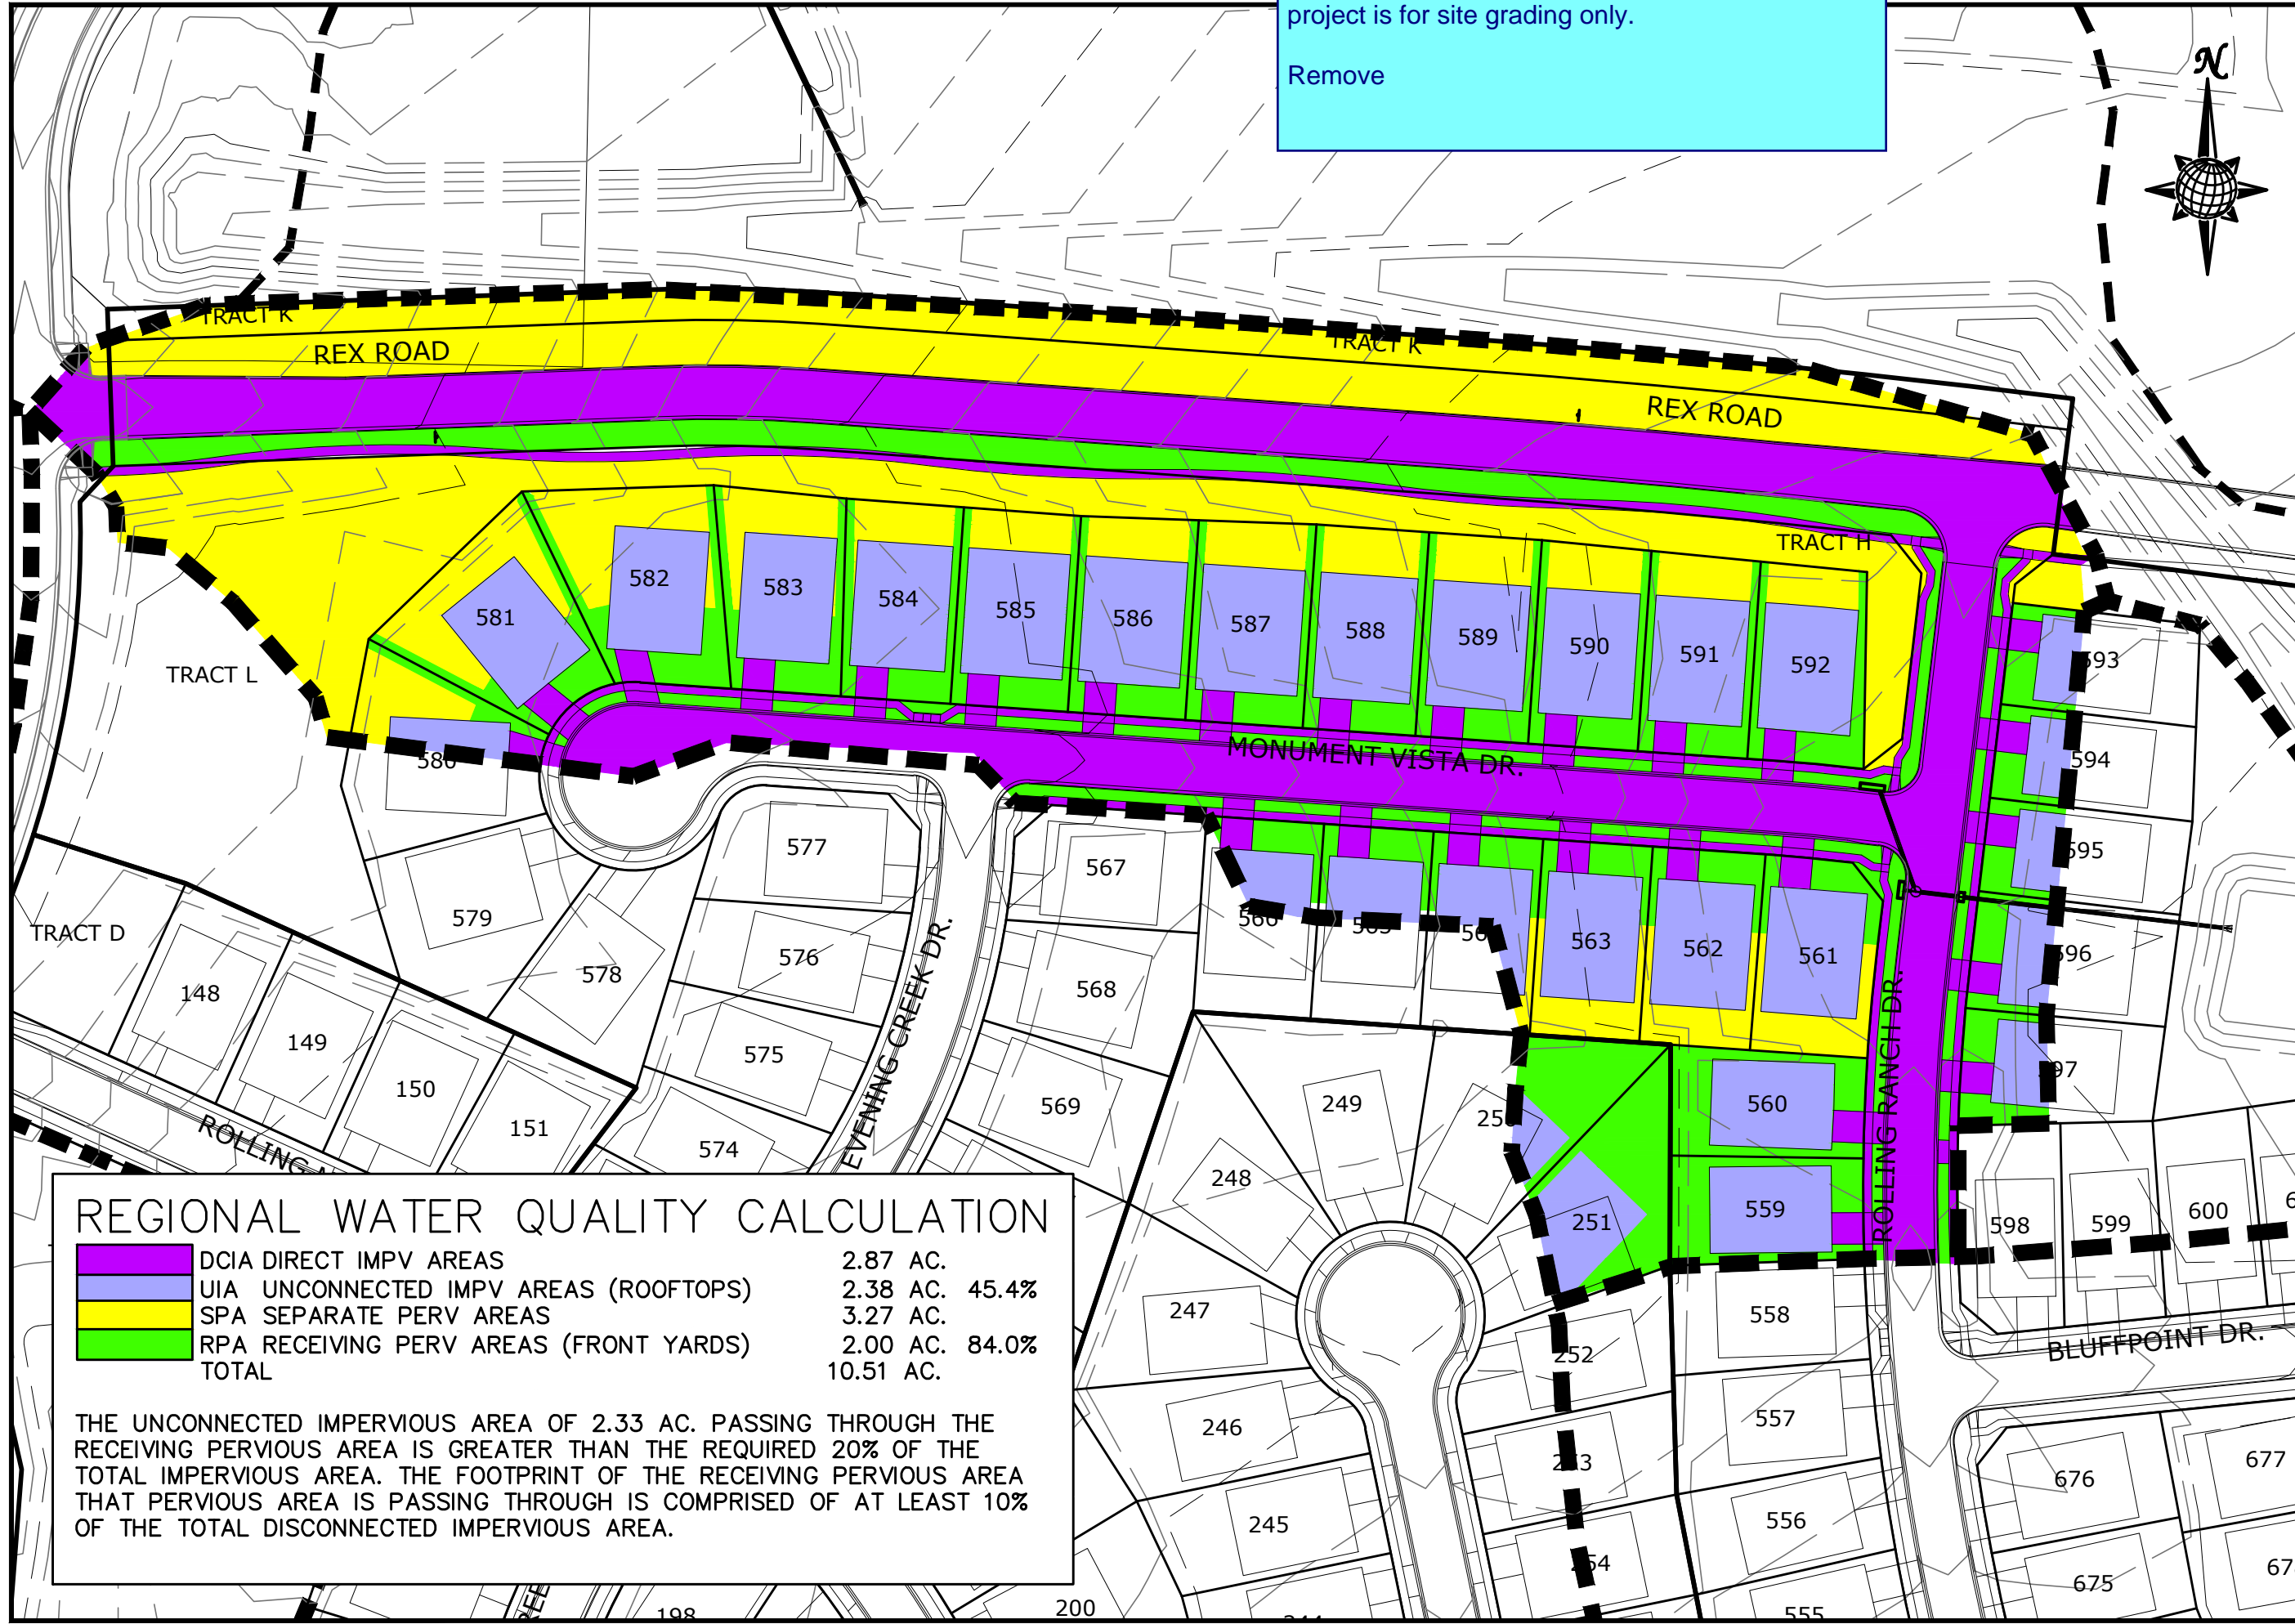 project is for site grading only.
Remove
N
TRACT K
REX ROAD
TRACT K
REX ROAD
TRACT H
582
583
584
581
585
586
587
588
589
590
591
592
593
TRACT L
MONUMENT VISTA DR.
580
594
577
567
595
579
576
566
565
563
562
561
596
TRACT D
578
568
148
149
575
ROLLING RANCH DR.
597
150
569
249
560
151
574
EVENING CREEK DR.
248
251
559
598
599
600
ROLLING
REGIONAL WATER QUALITY CALCULATION
DCIA DIRECT IMPV AREAS 2.87 AC.
UIA UNCONNECTED IMPV AREAS (ROOFTOPS) 2.38 AC. 45.4%
SPA SEPARATE PERV AREAS 3.27 AC.
RPA RECEIVING PERV AREAS (FRONT YARDS) 2.00 AC. 84.0%
TOTAL 10.51 AC.
THE UNCONNECTED IMPERVIOUS AREA OF 2.33 AC. PASSING THROUGH THE
RECEIVING PERVIOUS AREA IS GREATER THAN THE REQUIRED 20% OF THE
TOTAL IMPERVIOUS AREA. THE FOOTPRINT OF THE RECEIVING PERVIOUS AREA
THAT PERVIOUS AREA IS PASSING THROUGH IS COMPRISED OF AT LEAST 10%
OF THE TOTAL DISCONNECTED IMPERVIOUS AREA.
247
558
252
BLUFFPOINT DR.
246
557
253
676
677
245
556
254
675
198
200
555